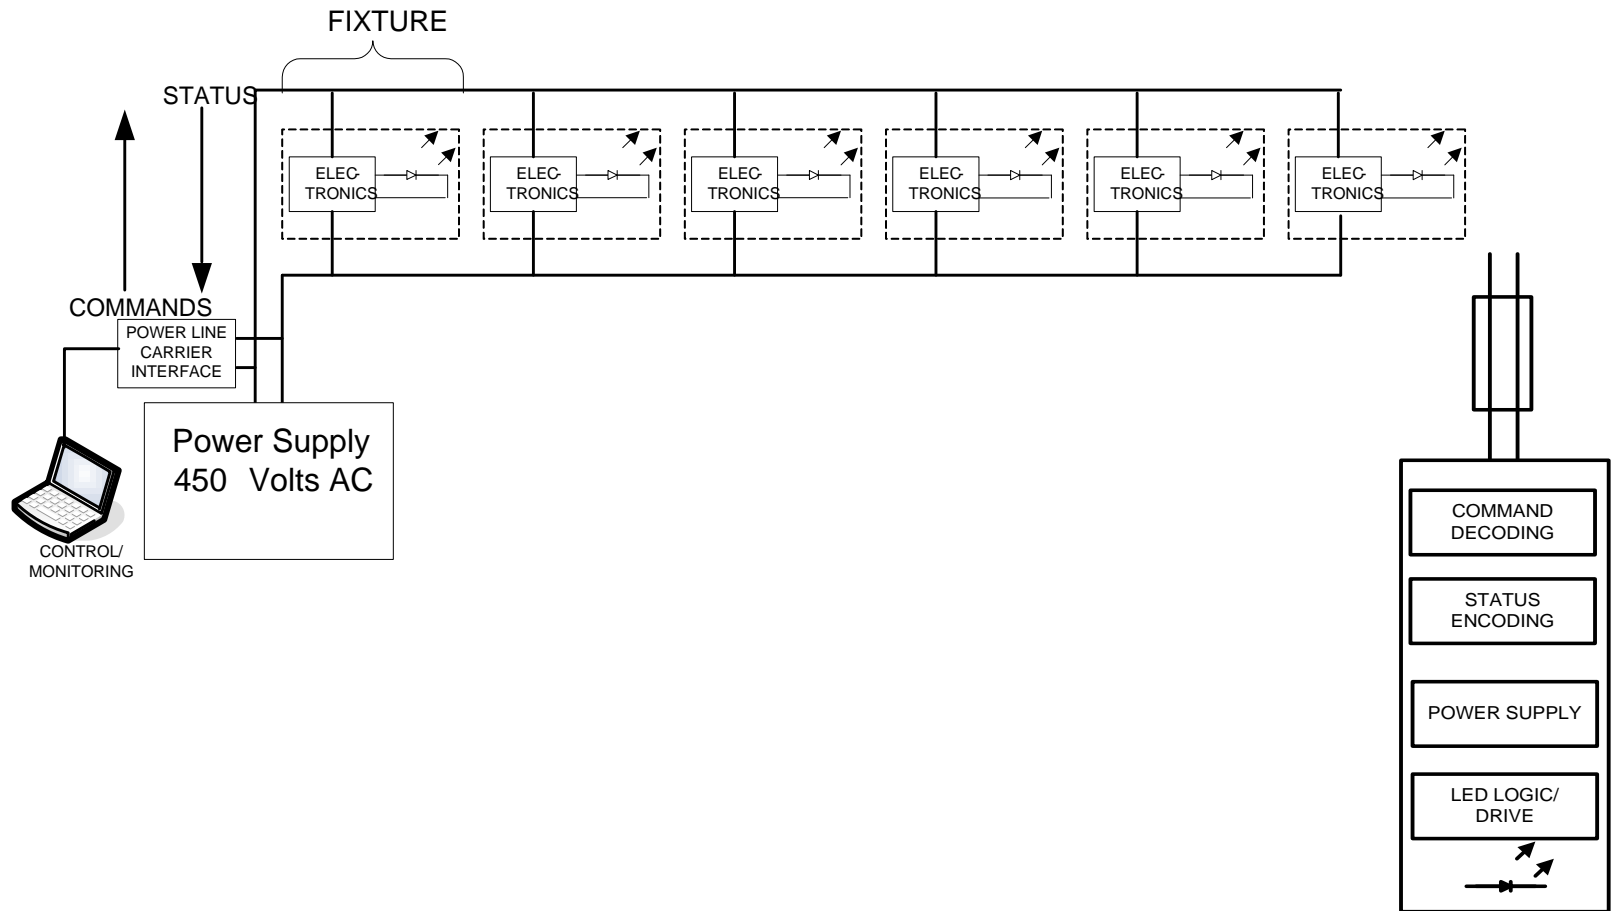 FIXTURE
STATUS
ELEC-
TRONICS
ELEC-
TRONICS
ELEC-
TRONICS
ELEC-
TRONICS
ELEC-
TRONICS
ELEC-
TRONICS
COMMANDS
POWER LINE
CARRIER
INTERFACE
Power Supply
450 Volts AC
CONTROL/
MONITORING
COMMAND
DECODING
STATUS
ENCODING
POWER SUPPLY
LED LOGIC/
DRIVE